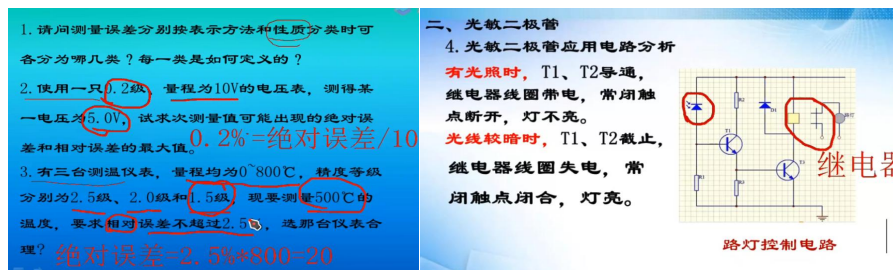 1.请问测量误差分别按表示方法和性质分类时可
各分为哪几类？每一类是如何定义的？
2.使用一只0.2级，量程为10V的电压表，测得某
一电压为5.0V，试求次测量值可能出现的绝对误
差和相对误差的最大值。
0.2%=绝对误差/10
3.有三台测温仪表，量程均为0~800℃，精度等级
分别为2.5级、2.0级和1.5级，现要测量500℃的
温度，要求相对误差不超过2.5，选那台仪表合
理？
绝对误差=2.5%*800=20
二、光敏二极管
4.光敏二极管应用电路分析
有光照时，T1、T2导通，
继电器线圈带电，常闭触
点断开，灯不亮。
光线较暗时，T1、T2截止，
继电器线圈失电，常
闭触点闭合，灯亮。
R2
D1
T1
路灯
继电器
路灯控制电路